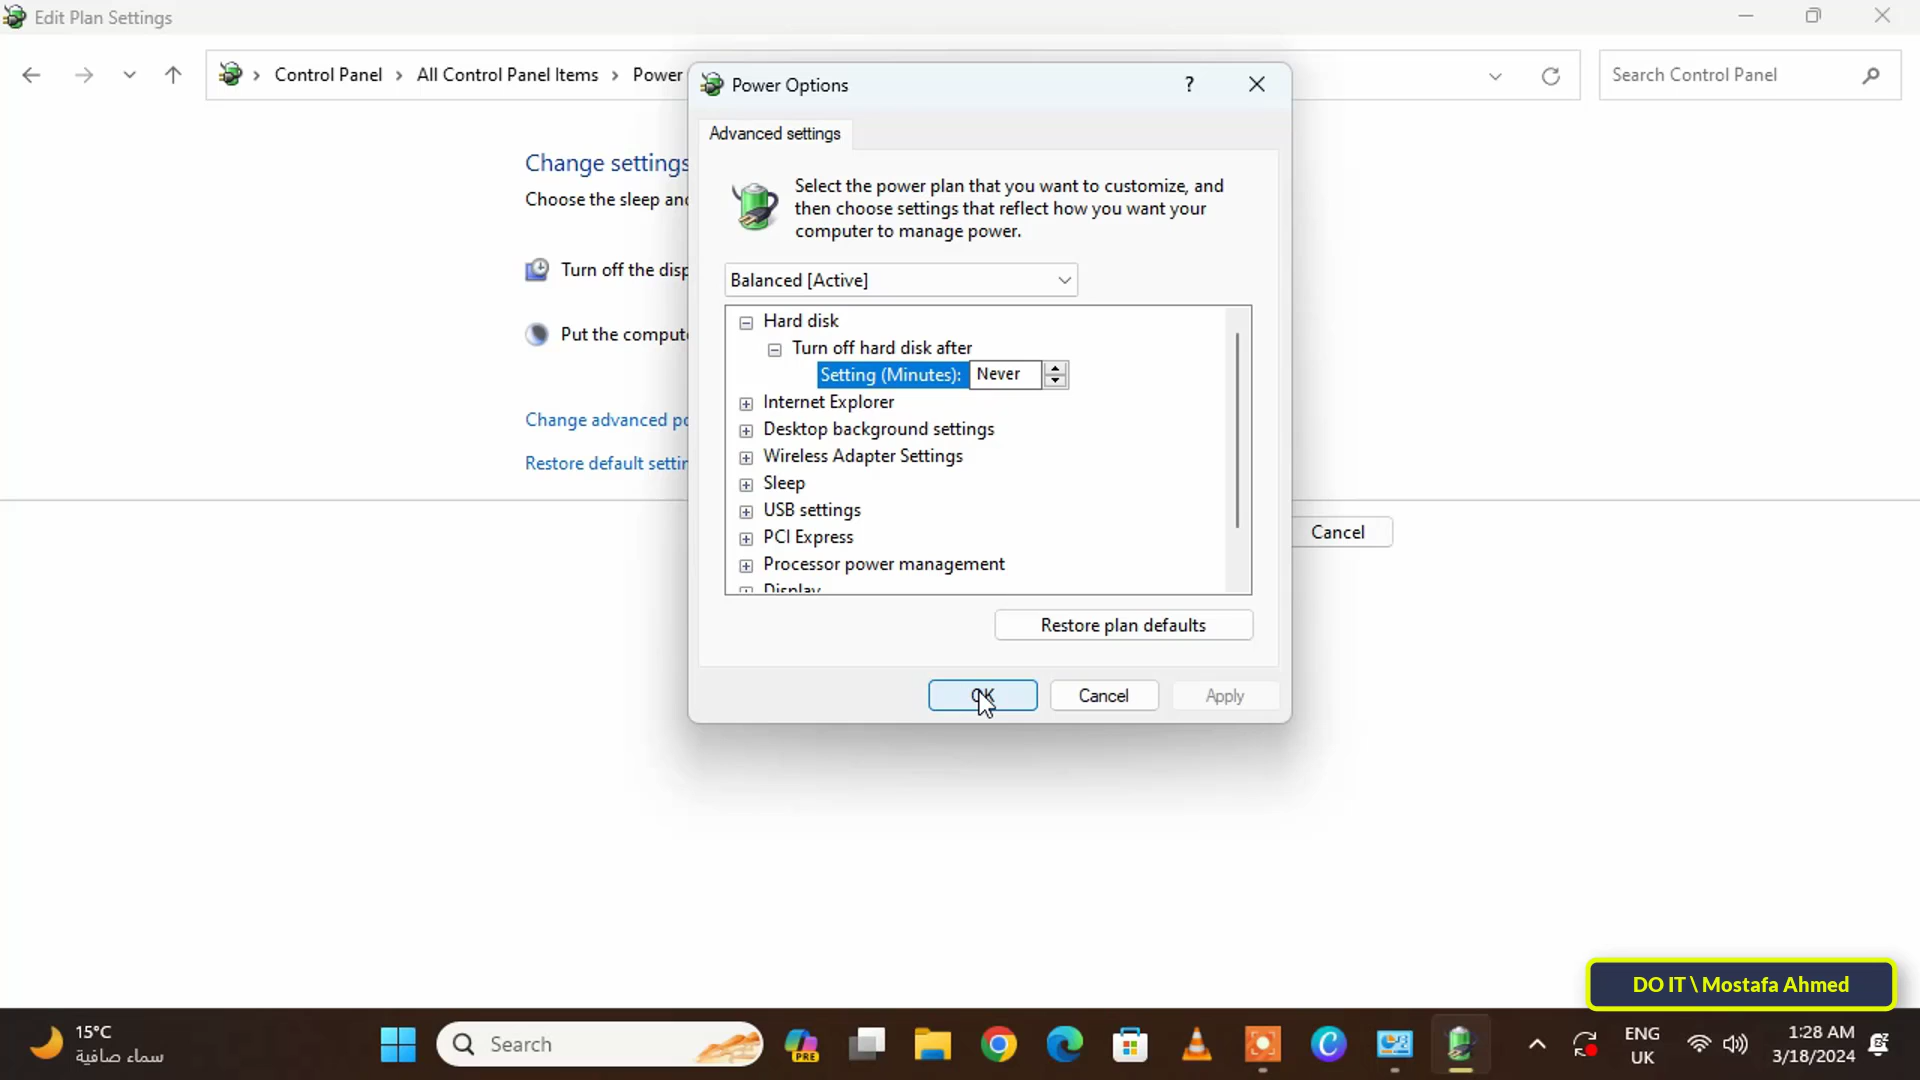 Edit Plan Settings
Control Panel
All Control Panel Items
Power
Search Control Panel
Power Options
?
Advanced settings
Change settings
Choose the sleep and
Select the power plan that you want to customize, and
then choose settings that reflect how you want your
computer to manage power.
Turn off the disp
Balanced [Active]
Put the compute
Hard disk
Turn off hard disk after
Setting (Minutes): Never
Internet Explorer
Change advanced po
Desktop background settings
Wireless Adapter Settings
Restore default settin
Sleep
USB settings
PCI Express
Processor power management
Display
Cancel
Restore plan defaults
OK
Cancel
Apply
DO IT \ Mostafa Ahmed
15°C
سماء صافية
Search
PRE
ENG
UK
1:28 AM
3/18/2024